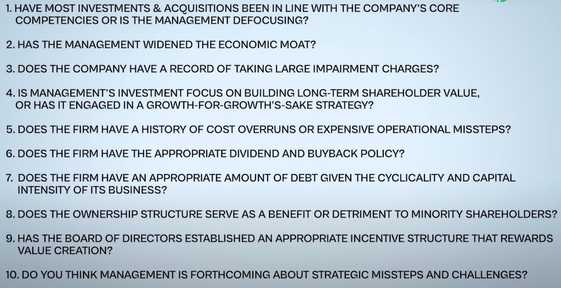 1. HAVE MOST INVESTMENTS & ACQUISITIONS BEEN IN LINE WITH THE COMPANY'S CORE
COMPETENCIES OR IS THE MANAGEMENT DEFOCUSING?
2. HAS THE MANAGEMENT WIDENED THE ECONOMIC MOAT?
3. DOES THE COMPANY HAVE A RECORD OF TAKING LARGE IMPAIRMENT CHARGES?
4. IS MANAGEMENT'S INVESTMENT FOCUS ON BUILDING LONG-TERM SHAREHOLDER VALUE,
OR HAS IT ENGAGED IN A GROWTH-FOR-GROWTH'S-SAKE STRATEGY?
5. DOES THE FIRM HAVE A HISTORY OF COST OVERRUNS OR EXPENSIVE OPERATIONAL MISSTEPS?
6. DOES THE FIRM HAVE THE APPROPRIATE DIVIDEND AND BUYBACK POLICY?
7. DOES THE FIRM HAVE AN APPROPRIATE AMOUNT OF DEBT GIVEN THE CYCLICALITY AND CAPITAL
INTENSITY OF ITS BUSINESS?
8. DOES THE OWNERSHIP STRUCTURE SERVE AS A BENEFIT OR DETRIMENT TO MINORITY SHAREHOLDERS?
9. HAS THE BOARD OF DIRECTORS ESTABLISHED AN APPROPRIATE INCENTIVE STRUCTURE THAT REWARDS
VALUE CREATION?
10. DO YOU THINK MANAGEMENT IS FORTHCOMING ABOUT STRATEGIC MISSTEPS AND CHALLENGES?